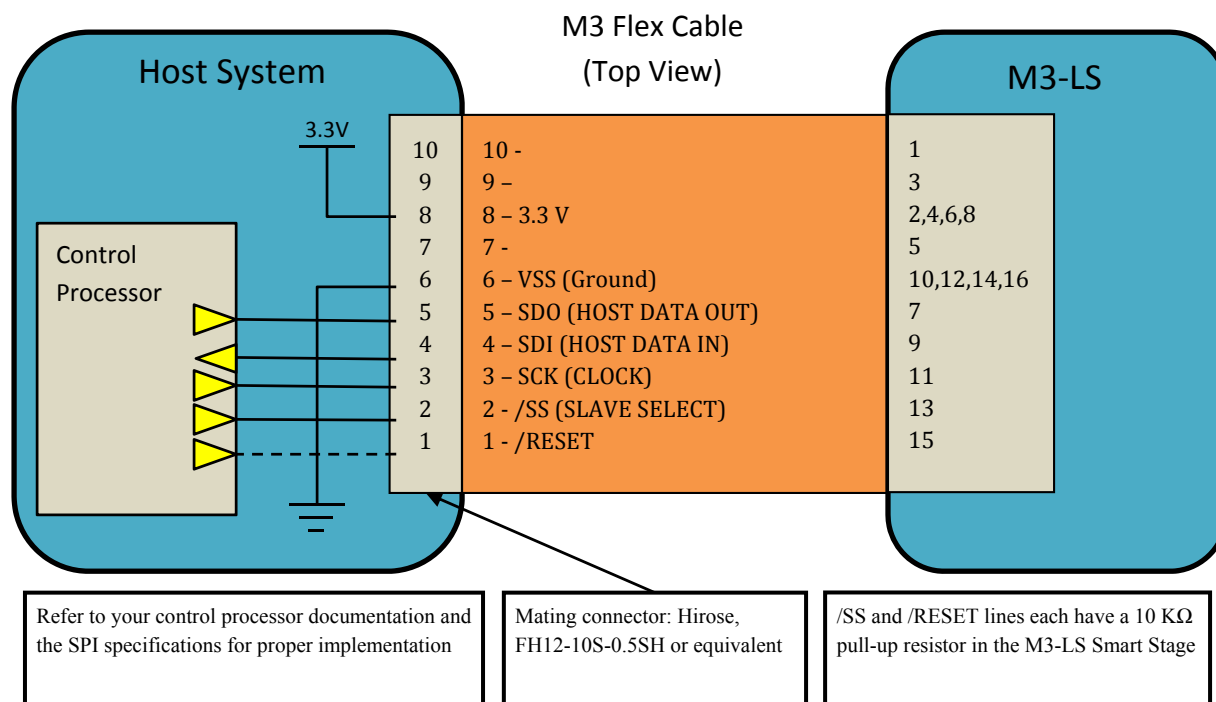 M3 Flex Cable
(Top View)
Host System
M3-LS
3.3V
10
9
8
7
6
5
4
3
2
1
10 -
9 –
8 – 3.3 V
7 -
6 – VSS (Ground)
5 – SDO (HOST DATA OUT)
4 – SDI (HOST DATA IN)
3 – SCK (CLOCK)
2 - /SS (SLAVE SELECT)
1 - /RESET
1
3
2,4,6,8
5
10,12,14,16
7
9
11
13
15
Control
Processor
Refer to your control processor documentation and
the SPI specifications for proper implementation
Mating connector: Hirose,
FH12-10S-0.5SH or equivalent
/SS and /RESET lines each have a 10 KΩ
pull-up resistor in the M3-LS Smart Stage